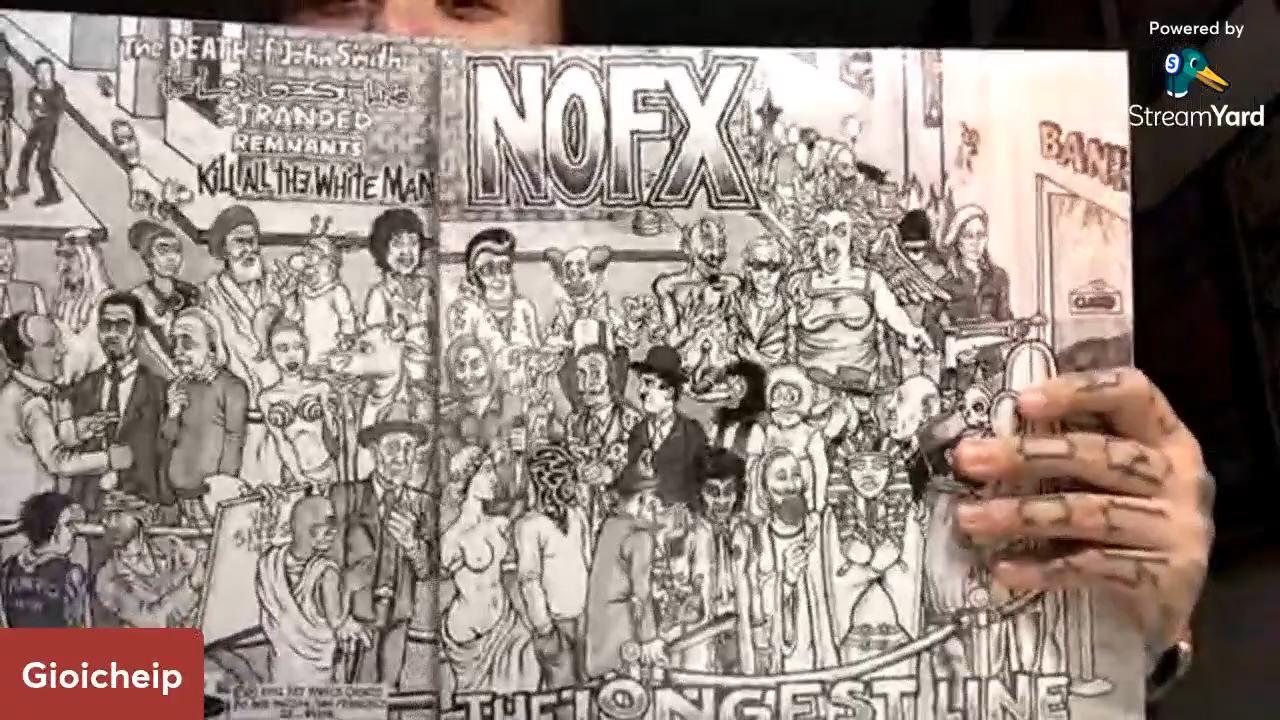 Powered by
StreamYard
The DEATH of John Smith
THE LONGEST LINE
STRANDED
REMNANTS
KILL ALL THE WHITE MAN
NOFX
BANK
CLOSED
THE LONGEST LINE
Gioicheip